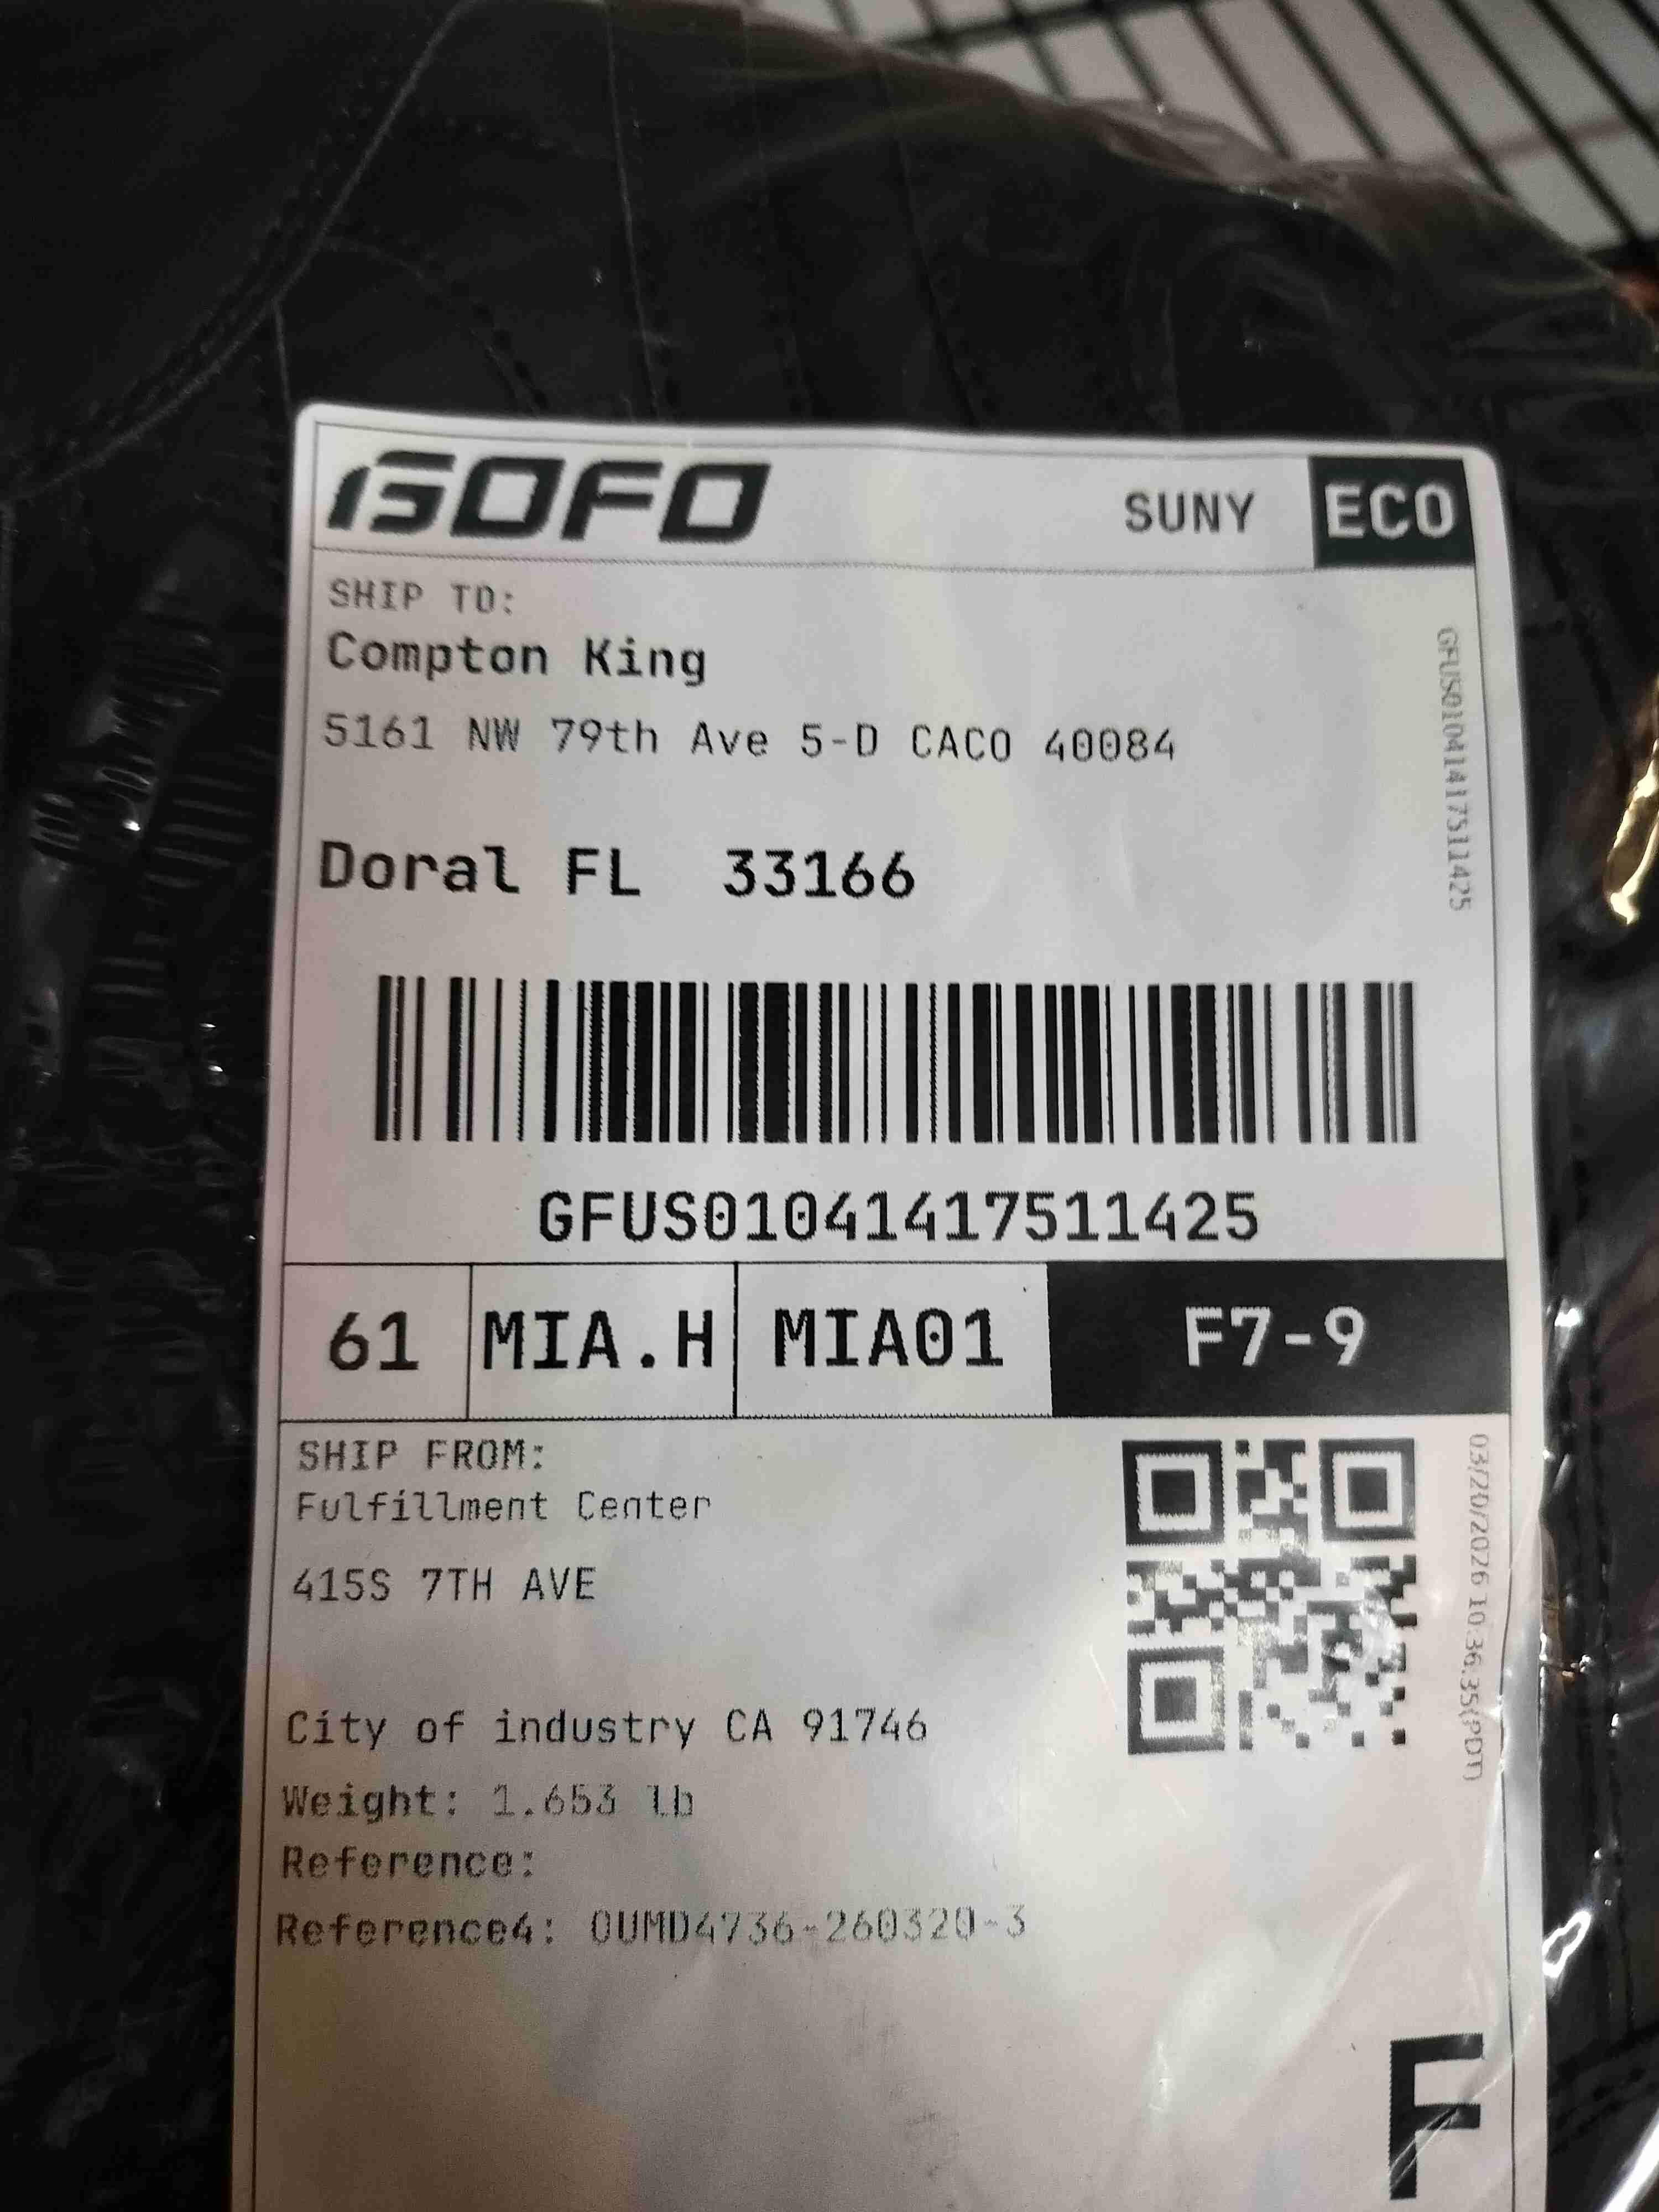 GOFO
SUNY
ECO
SHIP TO:
Compton King
5161 NW 79th Ave 5-D CACO 40084
Doral FL 33166
GFUS01041417511425
GFUS01041417511425
61
MIA.H
MIA01
F7-9
SHIP FROM:
Fulfillment Center
415S 7TH AVE
City of industry CA 91746
03/20/2026 10:36:35(PDT)
Weight: 1.653 lb
Reference:
Reference4: OUMD4736-260320-3
F